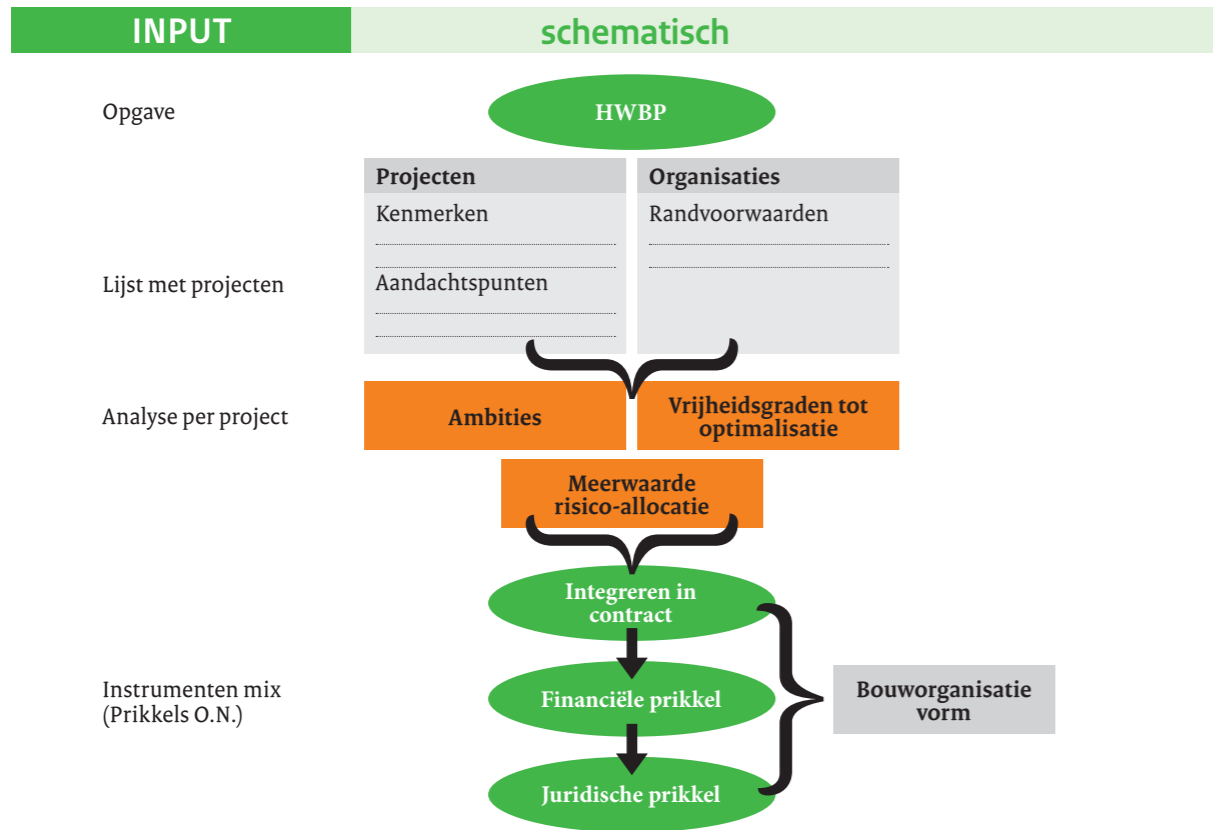 INPUT
schematisch
Opgave
HWBP
Projecten
Organisaties
Kenmerken
Randvoorwaarden
Lijst met projecten
Aandachtspunten
Analyse per project
Ambities
Vrijheidsgraden tot
optimalisatie
Meerwaarde
risico-allocatie
Integreren in
contract
Instrumenten mix
(Prikkels O.N.)
Financiële prikkel
Bouworganisatie
vorm
Juridische prikkel